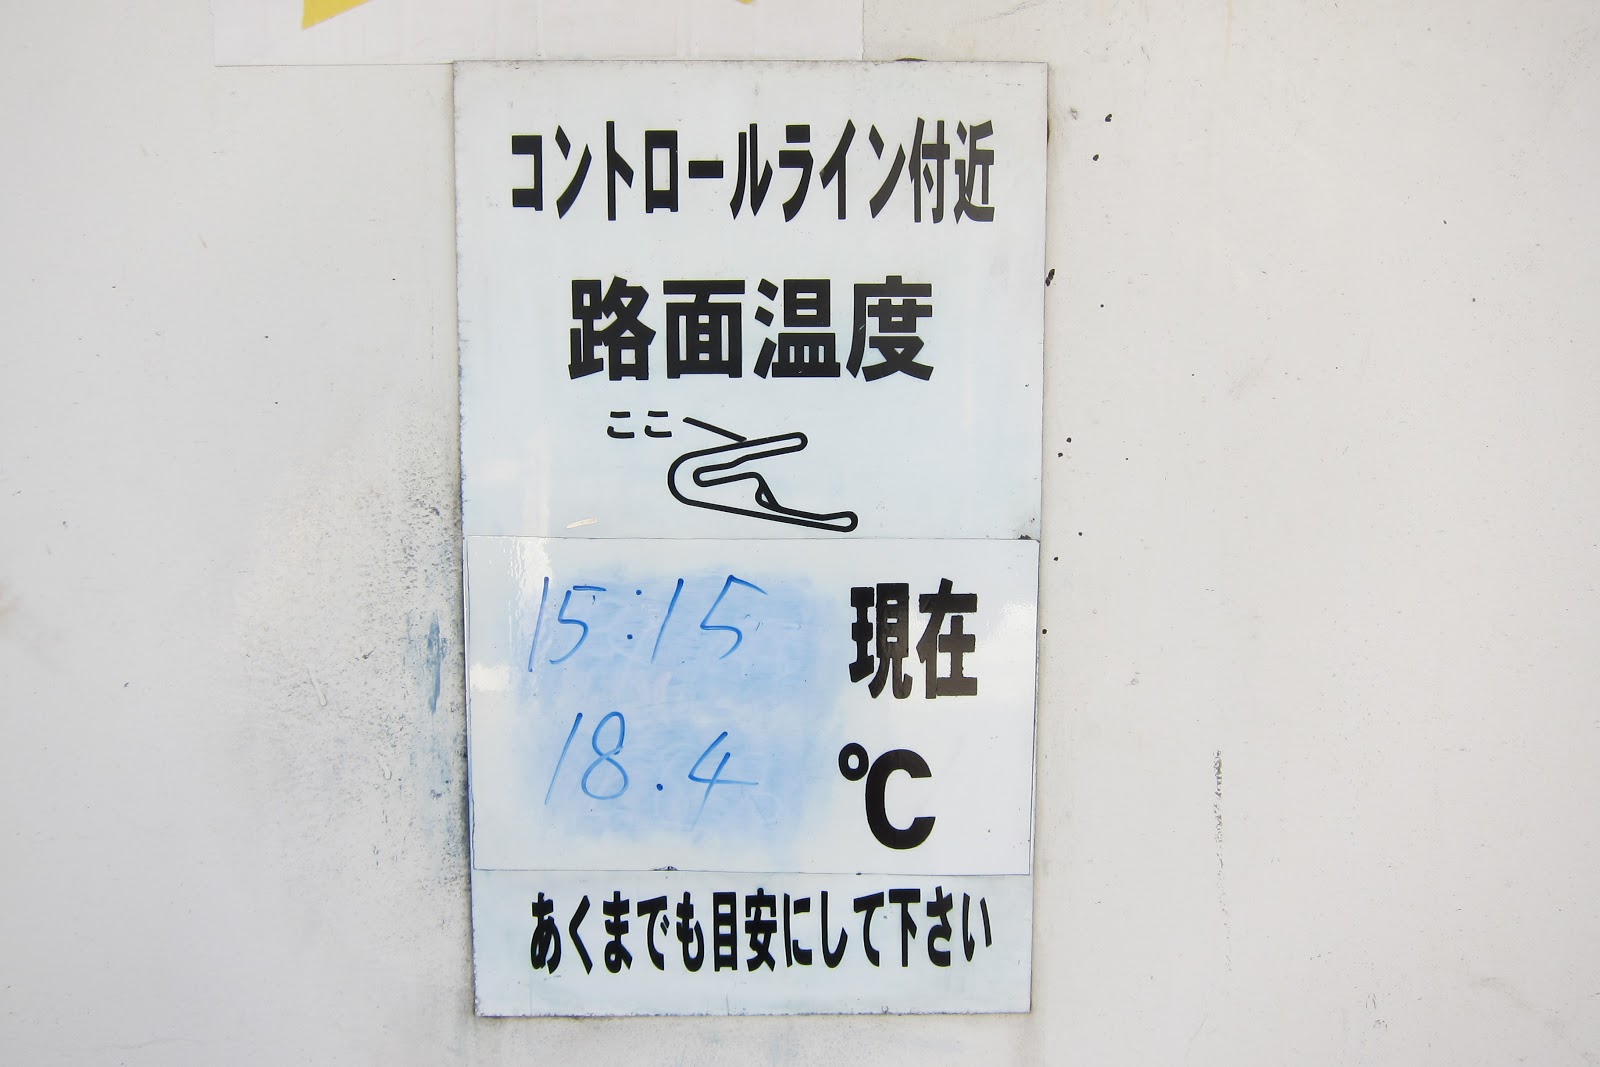 コントロールライン付近
路面温度
ここ
15:15 現在
18.4 ℃
あくまでも目安にして下さい